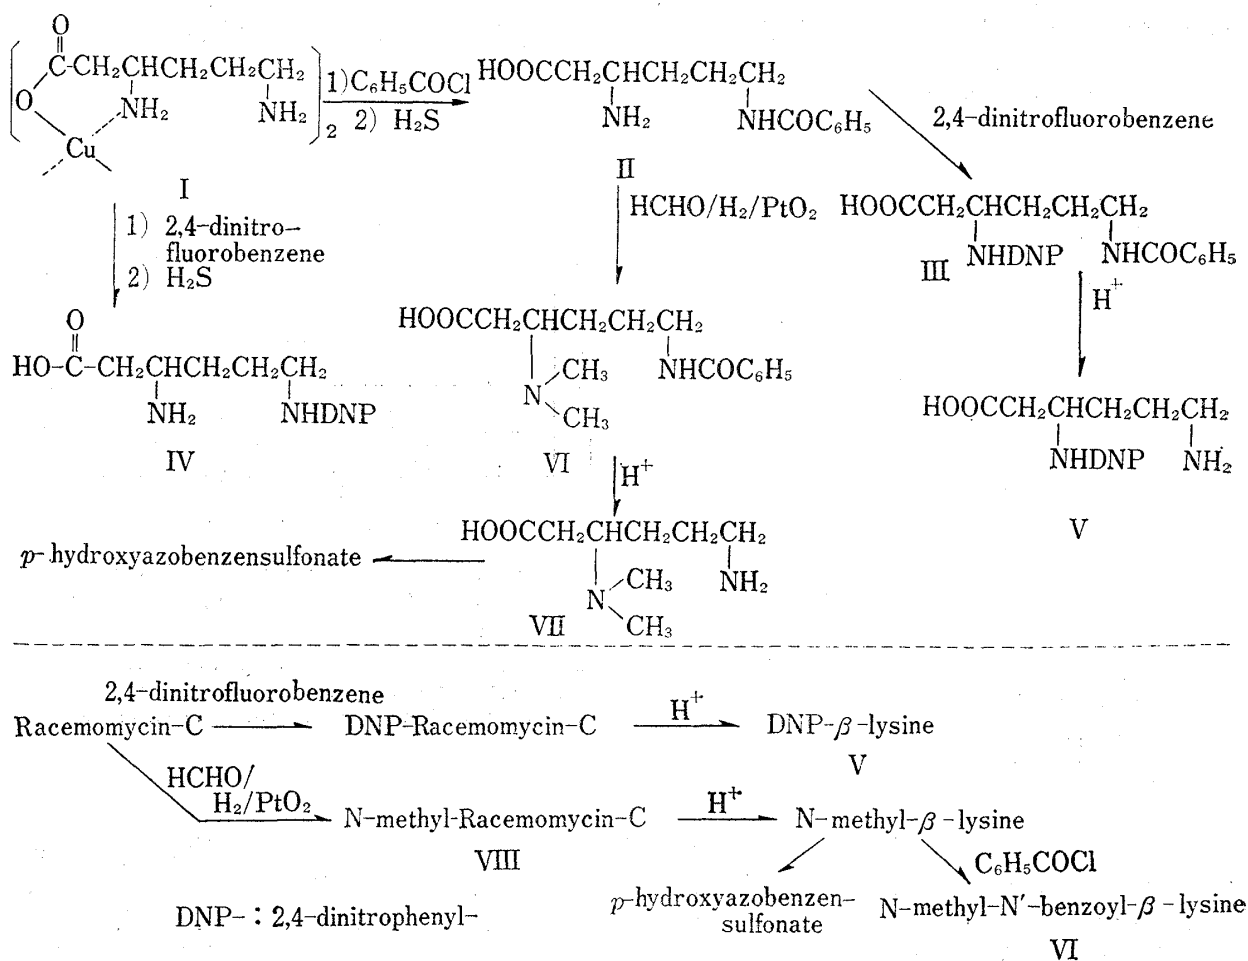 O
C-CH₂CHCH₂CH₂CH₂
O
NH₂ NH₂
2
Cu
I
1)C₆H₅COCl
2) H₂S
HOOCCH₂CHCH₂CH₂CH₂
NH₂ NHCOC₆H₅
II
2,4-dinitrofluorobenzene
1) 2,4-dinitro-
fluorobenzene
2) H₂S
HCHO/H₂/PtO₂
HOOCCH₂CHCH₂CH₂CH₂
NHDNP NHCOC₆H₅
III
H⁺
O
HO-C-CH₂CHCH₂CH₂CH₂
NH₂ NHDNP
IV
HOOCCH₂CHCH₂CH₂CH₂
NHCOC₆H₅
N
CH₃
CH₃
VI
H⁺
HOOCCH₂CHCH₂CH₂CH₂
NHDNP NH₂
V
HOOCCH₂CHCH₂CH₂CH₂
NH₂
N
CH₃
CH₃
VII
p-hydroxyazobenzensulfonate
2,4-dinitrofluorobenzene
Racemomycin-C DNP-Racemomycin-C H⁺ DNP-β-lysine
V
HCHO/
H₂/PtO₂
N-methyl-Racemomycin-C H⁺ N-methyl-β-lysine
VIII
C₆H₅COCl
p-hydroxyazobenzen-
sulfonate
N-methyl-N′-benzoyl-β-lysine
VI
DNP- : 2,4-dinitrophenyl-